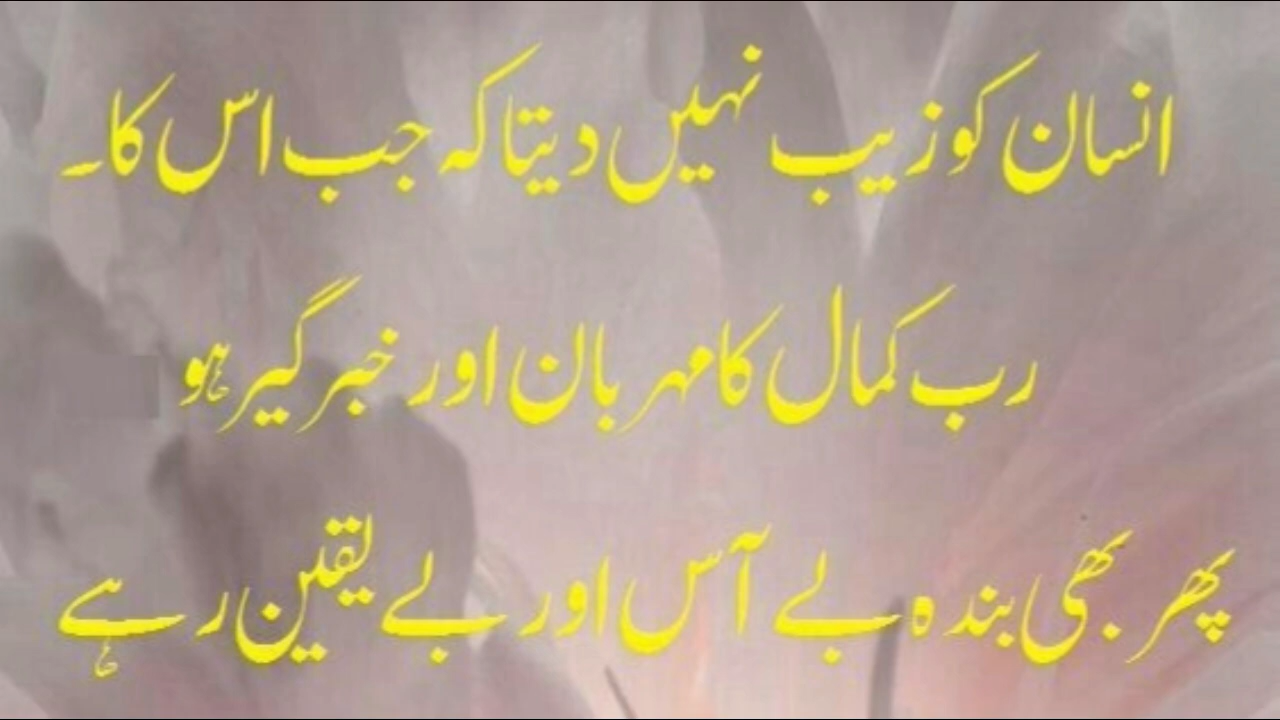 انسان کو زیب نہیں دیتا کہ جب اس کا۔
رب کمال کا مہربان اور خبر گیر ہو
پھر بھی بندہ بے آس اور بے یقین رہے